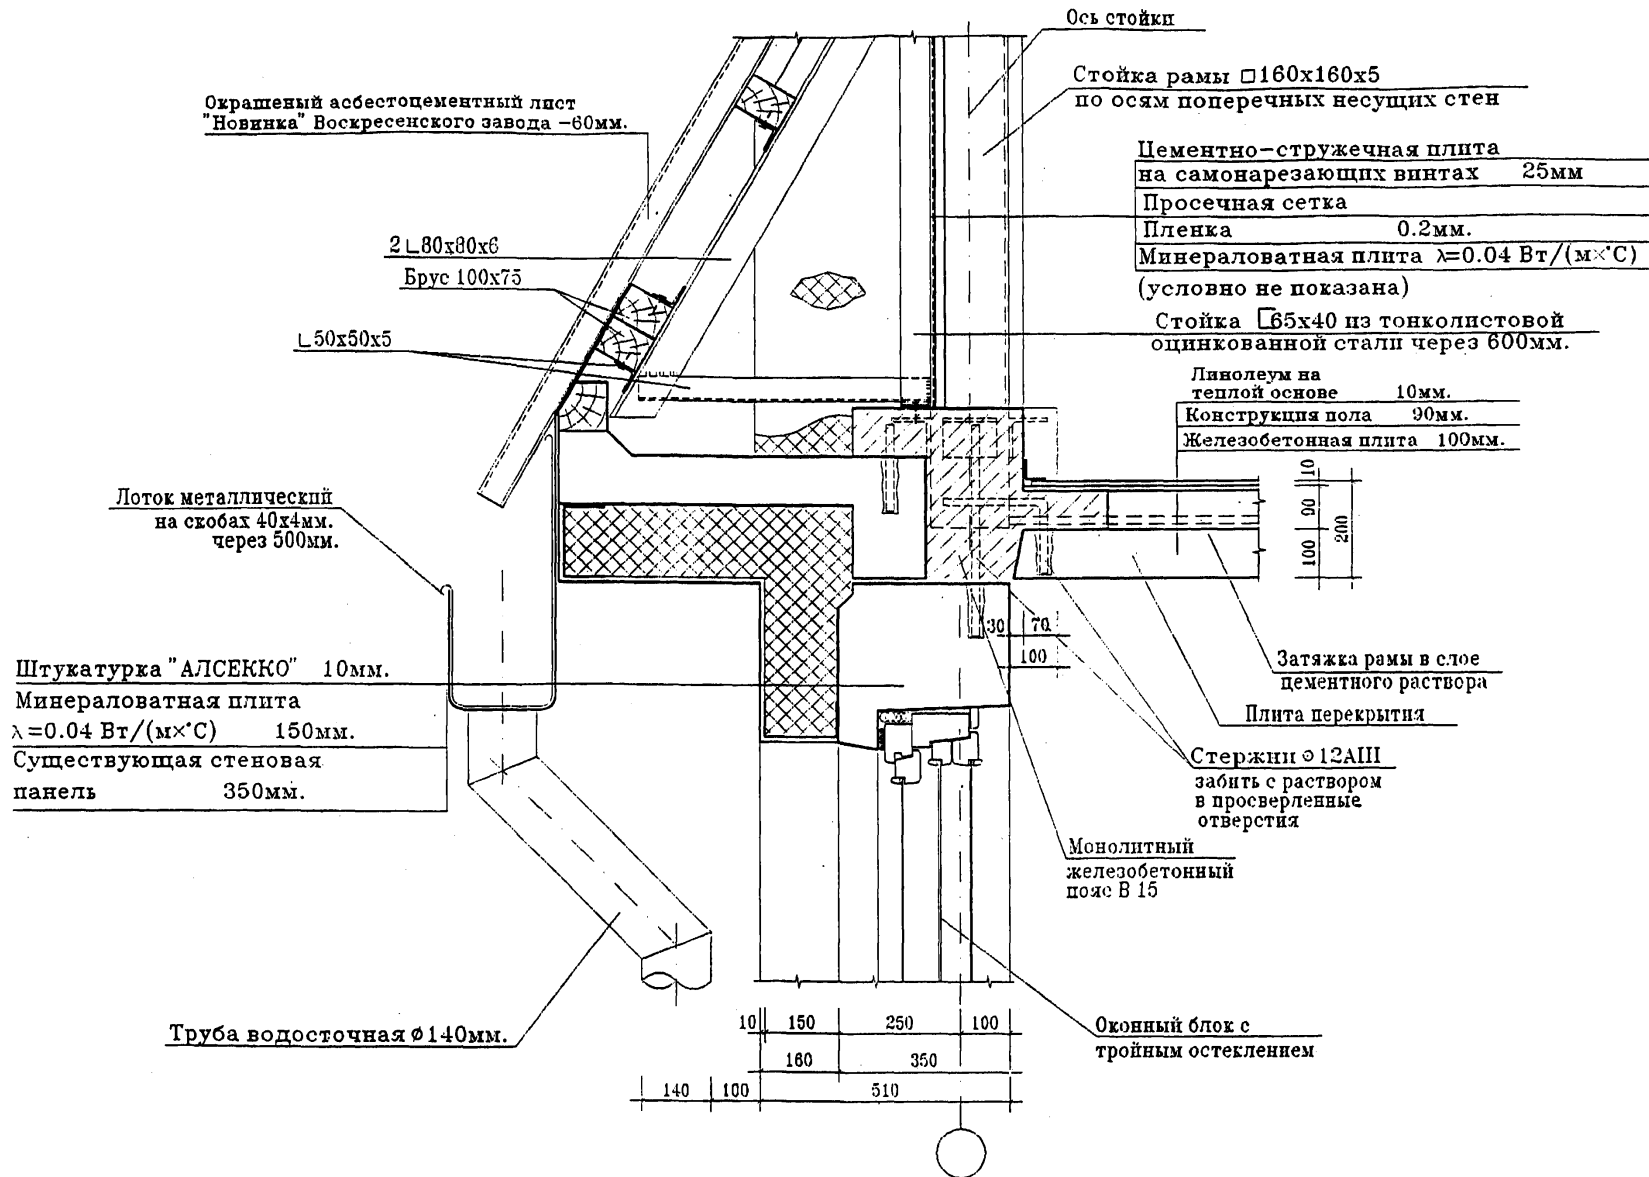 Ось стойки
Стойка рамы □160х160х5
по осям поперечных несущих стен
Окрашеный асбестоцементный лист
"Новинка" Воскресенского завода -60мм.
Цементно-стружечная плита
на самонарезающих винтах 25мм
Просечная сетка
Пленка 0.2мм.
Минераловатная плита λ=0.04 Вт/(м×°С)
(условно не показана)
2∟80х80х6
Брус 100х75
∟50х50х5
Стойка [65х40 из тонколистовой
оцинкованной стали через 600мм.
Линолеум на
теплой основе 10мм.
Конструкция пола 90мм.
Железобетонная плита 100мм.
10
90
100
200
Лоток металлический
на скобах 40х4мм.
через 500мм.
30 70
100
Штукатурка "АЛСЕККО" 10мм.
Минераловатная плита
λ=0.04 Вт/(м×°С) 150мм.
Существующая стеновая
панель 350мм.
Затяжка рамы в слое
цементного раствора
Плита перекрытия
Стержни ⌀12АIII
забить с раствором
в просверленные
отверстия
Монолитный
железобетонный
пояс В 15
Труба водосточная ⌀140мм.
Оконный блок с
тройным остеклением
10 150 250 100
160 350
140 100 510